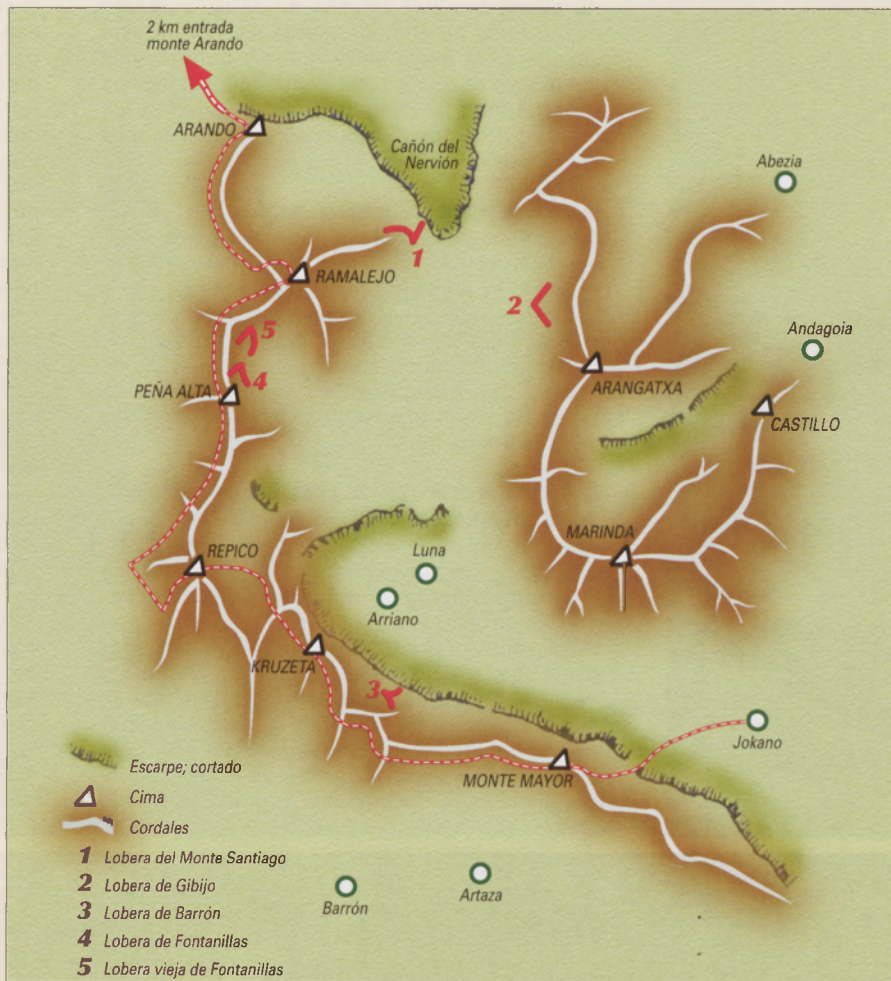 2 km entrada
monte Arando
ARANDO
Cañón del
Nervión
Abezia
1
RAMALEJO
2
5
Andagoia
4
PEÑA ALTA
ARANGATXA
CASTILLO
MARINDA
REPICO
Luna
Arriano
KRUZETA
3
Jokano
MONTE MAYOR
Escarpe; cortado
Cima
Cordales
1 Lobera del Monte Santiago
2 Lobera de Gibijo
3 Lobera de Barrón
4 Lobera de Fontanillas
5 Lobera vieja de Fontanillas
Barrón
Artaza